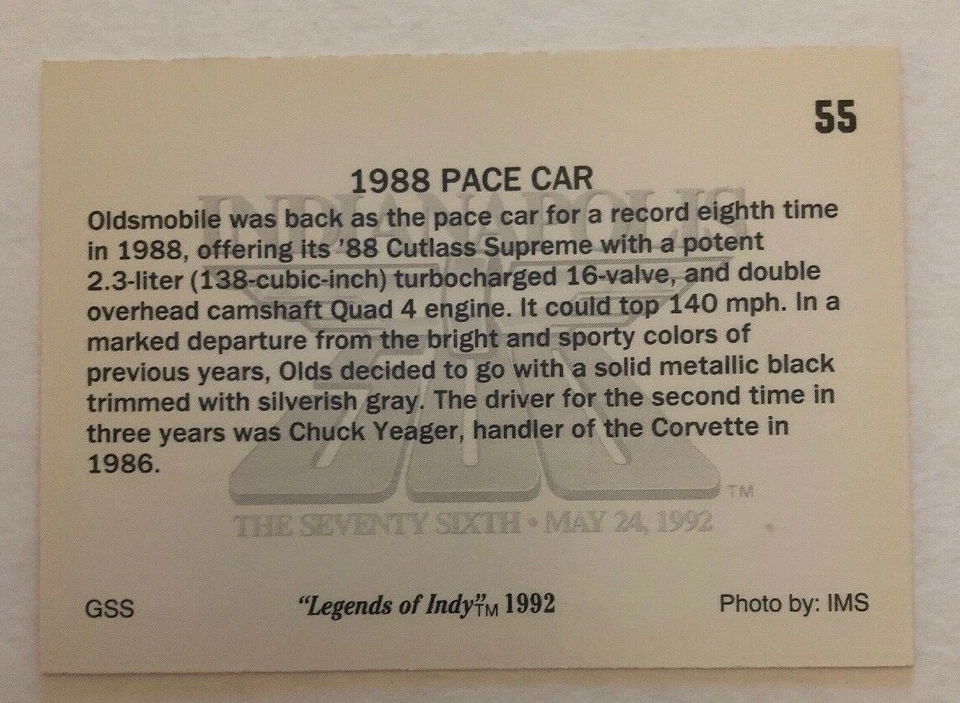 55
1988 PACE CAR
INDIANAPOLIS
Oldsmobile was back as the pace car for a record eighth time
in 1988, offering its '88 Cutlass Supreme with a potent
2.3-liter (138-cubic-inch) turbocharged 16-valve, and double
overhead camshaft Quad 4 engine. It could top 140 mph. In a
marked departure from the bright and sporty colors of
previous years, Olds decided to go with a solid metallic black
trimmed with silverish gray. The driver for the second time in
three years was Chuck Yeager, handler of the Corvette in
1986.
500
TM
THE SEVENTY SIXTH • MAY 24, 1992
GSS
“Legends of Indy”TM 1992
Photo by: IMS